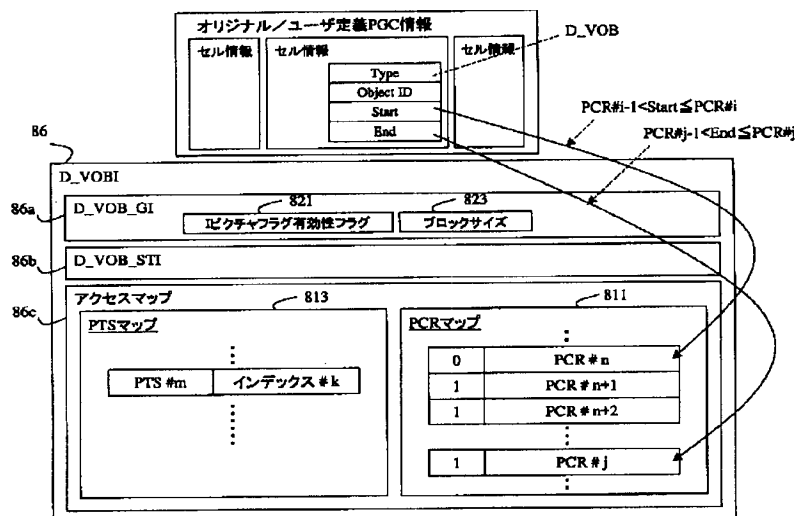 オリジナル／ユーザ定義PGC情報
セル情報
セル情報
セル情報
D_VOB
Type
Object ID
Start
End
PCR#i-1<Start≦PCR#i
PCR#j-1<End≦PCR#j
86
D_VOBI
86a
D_VOB_GI
821
Iピクチャフラグ有効性フラグ
823
ブロックサイズ
86b
D_VOB_STI
86c
アクセスマップ
813
PTSマップ
PTS #m
インデックス # k
811
PCRマップ
0
PCR # n
1
PCR # n+1
1
PCR # n+2
1
PCR # j